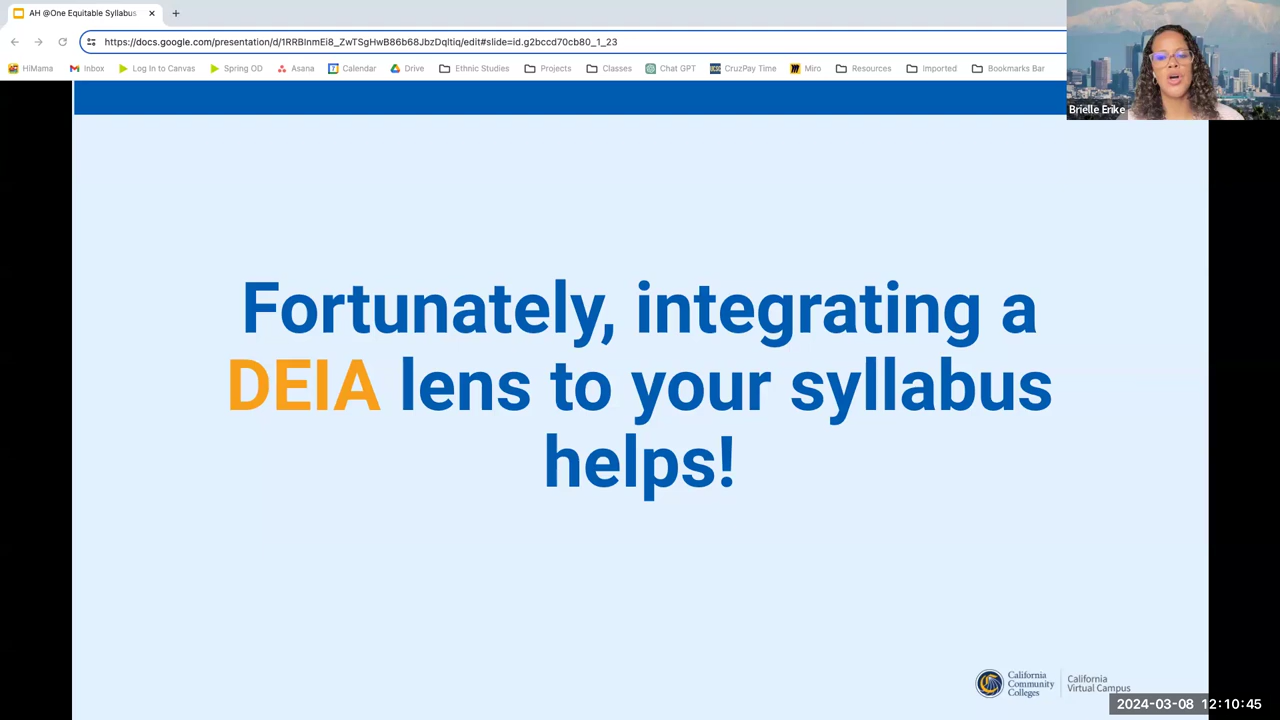 AH @One Equitable Syllabus
https://docs.google.com/presentation/d/1RRBlnmEi8_ZwTSgHwB86b68JbzDqltiq/edit#slide=id.g2bccd70cb80_1_23
HiMama Inbox Log In to Canvas Spring OD Asana Calendar Drive Ethnic Studies Projects Classes Chat GPT CruzPay Time Miro Resources Imported Bookmarks Bar
Brielle Erike
Fortunately, integrating a
DEIA lens to your syllabus
helps!
California
Community
Colleges
California
Virtual Campus
2024-03-08 12:10:45